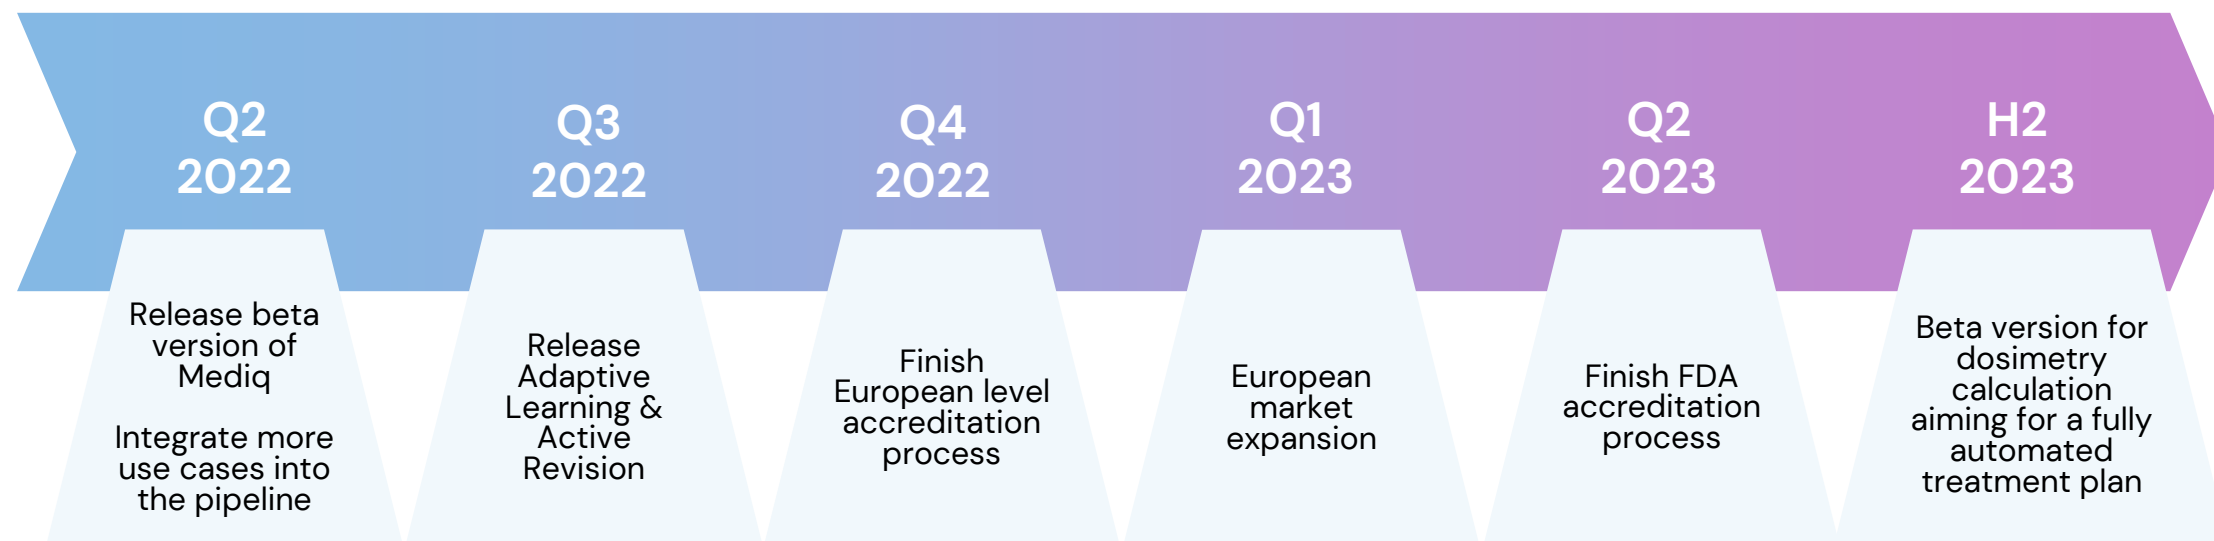 Q2
2022
Release beta
version of
Mediq
Integrate more
use cases into
the pipeline
Q3
2022
Release
Adaptive
Learning &
Active
Revision
Q4
2022
Finish
European level
accreditation
process
Q1
2023
European
market
expansion
Q2
2023
Finish FDA
accreditation
process
H2
2023
Beta version for
dosimetry
calculation
aiming for a fully
automated
treatment plan